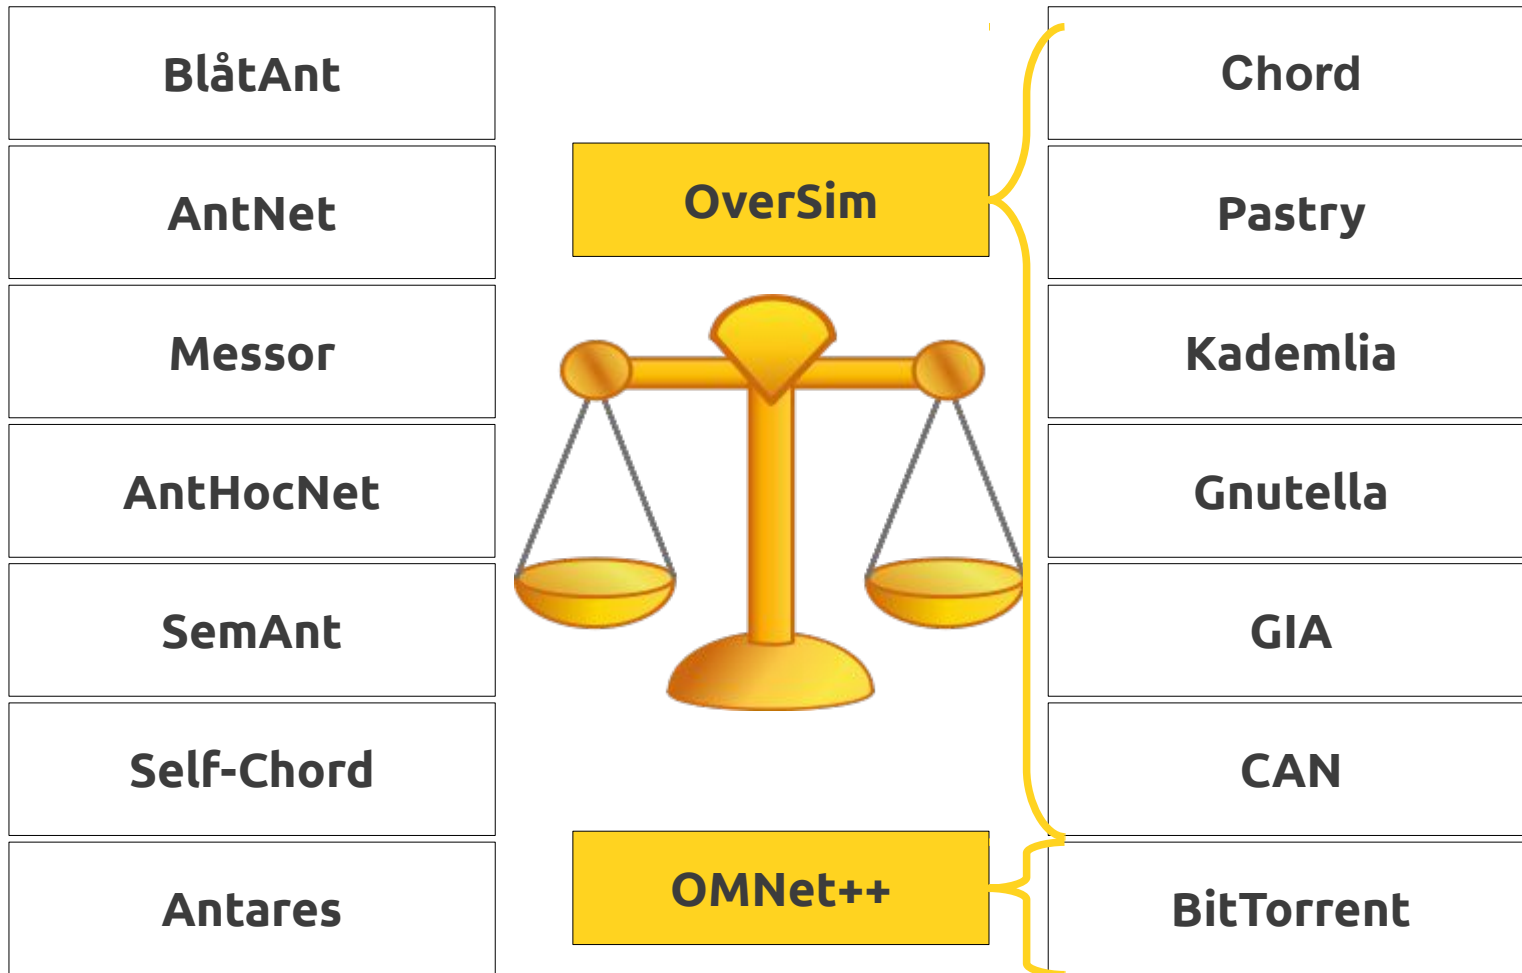 BlåtAnt
AntNet
Messor
AntHocNet
SemAnt
Self-Chord
Antares
OverSim
OMNet++
Chord
Pastry
Kademlia
Gnutella
GIA
CAN
BitTorrent